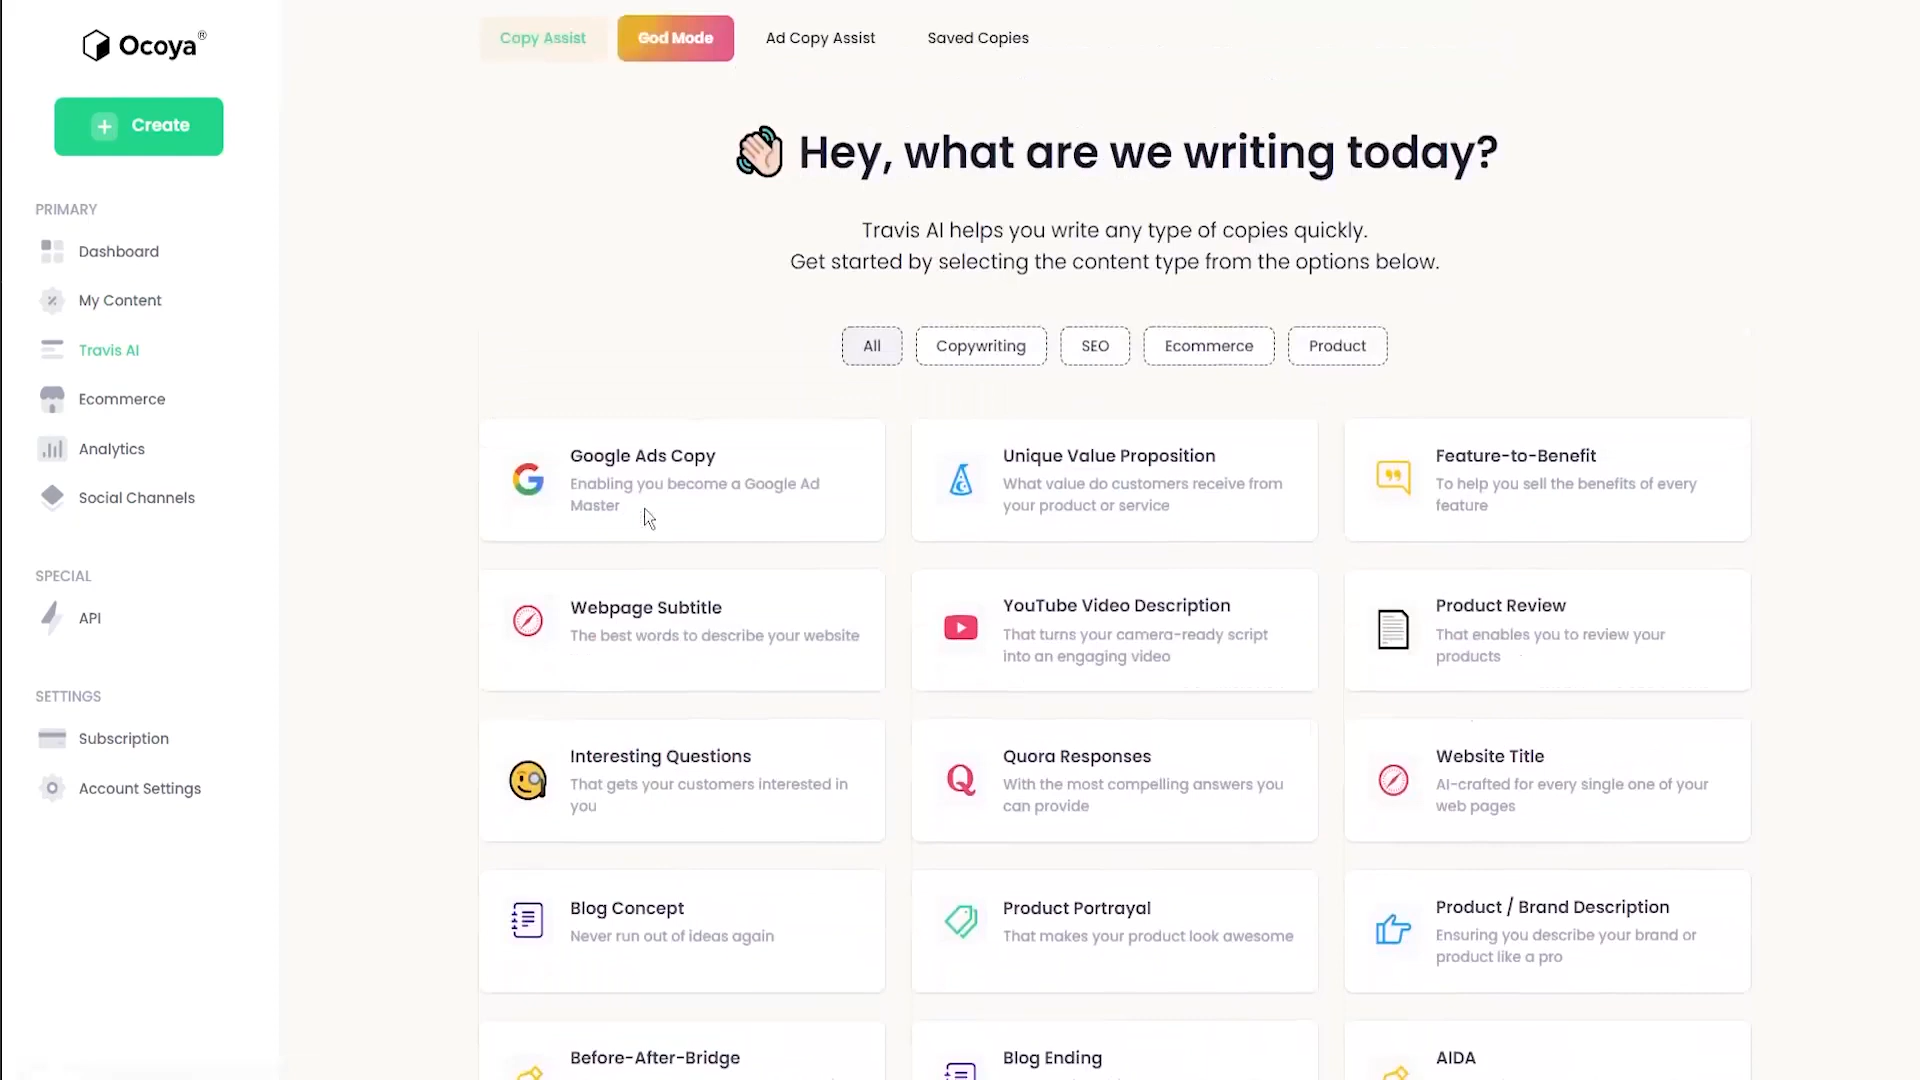 Ocoya®
Create
PRIMARY
Dashboard
My Content
Travis AI
Ecommerce
Analytics
Social Channels
SPECIAL
API
SETTINGS
Subscription
Account Settings
Copy Assist
God Mode
Ad Copy Assist
Saved Copies
Hey, what are we writing today?
Travis AI helps you write any type of copies quickly.
Get started by selecting the content type from the options below.
All
Copywriting
SEO
Ecommerce
Product
Google Ads Copy
Enabling you become a Google Ad
Master
Unique Value Proposition
What value do customers receive from
your product or service
Feature-to-Benefit
To help you sell the benefits of every
feature
Webpage Subtitle
The best words to describe your website
YouTube Video Description
That turns your camera-ready script
into an engaging video
Product Review
That enables you to review your
products
Interesting Questions
That gets your customers interested in
you
Quora Responses
With the most compelling answers you
can provide
Website Title
AI-crafted for every single one of your
web pages
Blog Concept
Never run out of ideas again
Product Portrayal
That makes your product look awesome
Product / Brand Description
Ensuring you describe your brand or
product like a pro
Before-After-Bridge
Blog Ending
AIDA